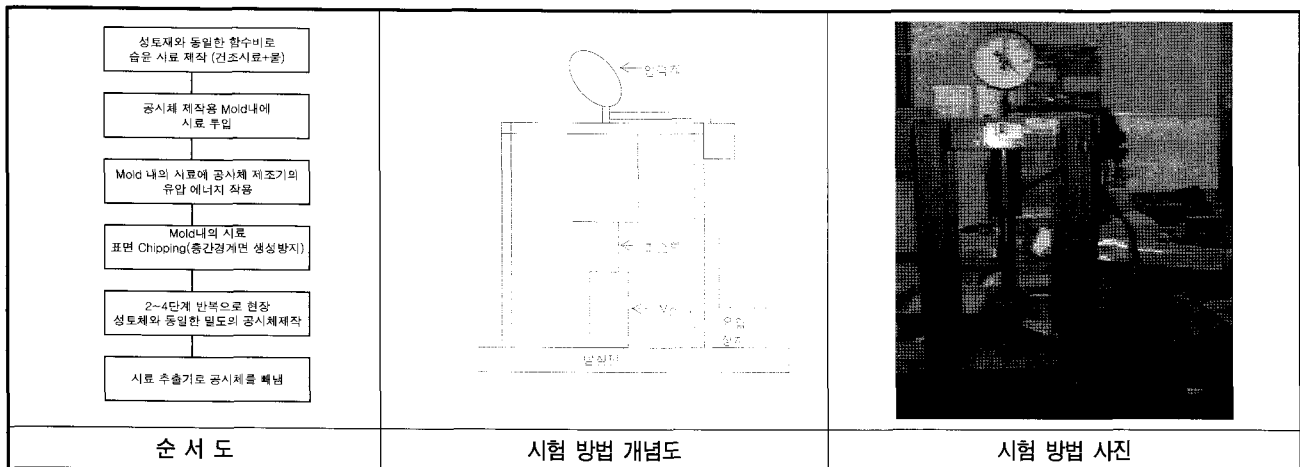 성토재와 동일한 함수비로
습윤 시료 제작 (건조시료+물)
공시체 제작용 Mold내에
시료 투입
Mold 내의 시료에 공시체 제조기의
유압 에너지 작용
Mold내의 시료
표면 Chipping(층간경계면 생성방지)
2~4단계 반복으로 현장
성토체와 동일한 밀도의 공시체제작
시료 추출기로 공시체를 빼냄
압력계
순 서 도
시험 방법 개념도
시험 방법 사진